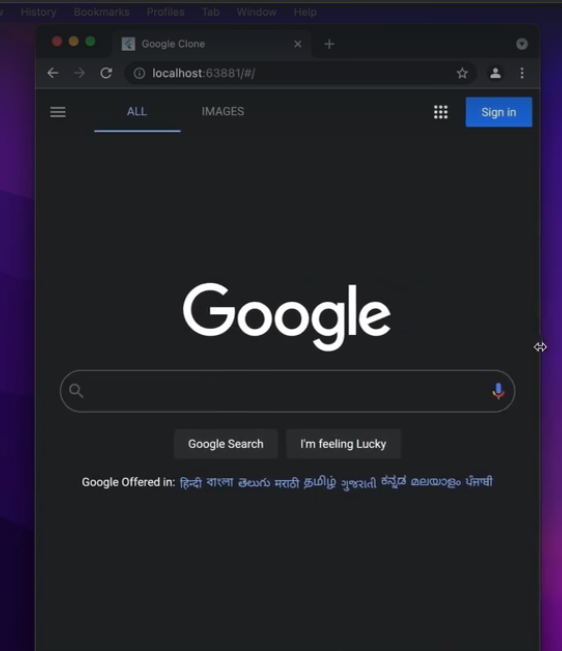 History Bookmarks Profiles Tab Window Help
Google Clone
localhost:63881/#/
ALL IMAGES Sign in
Google
Google Search I'm feeling Lucky
Google Offered in: हिन्दी বাংলা తెలుగు मराठी தமிழ் ગુજરાતી ಕನ್ನಡ മലയാളം ਪੰਜਾਬੀ